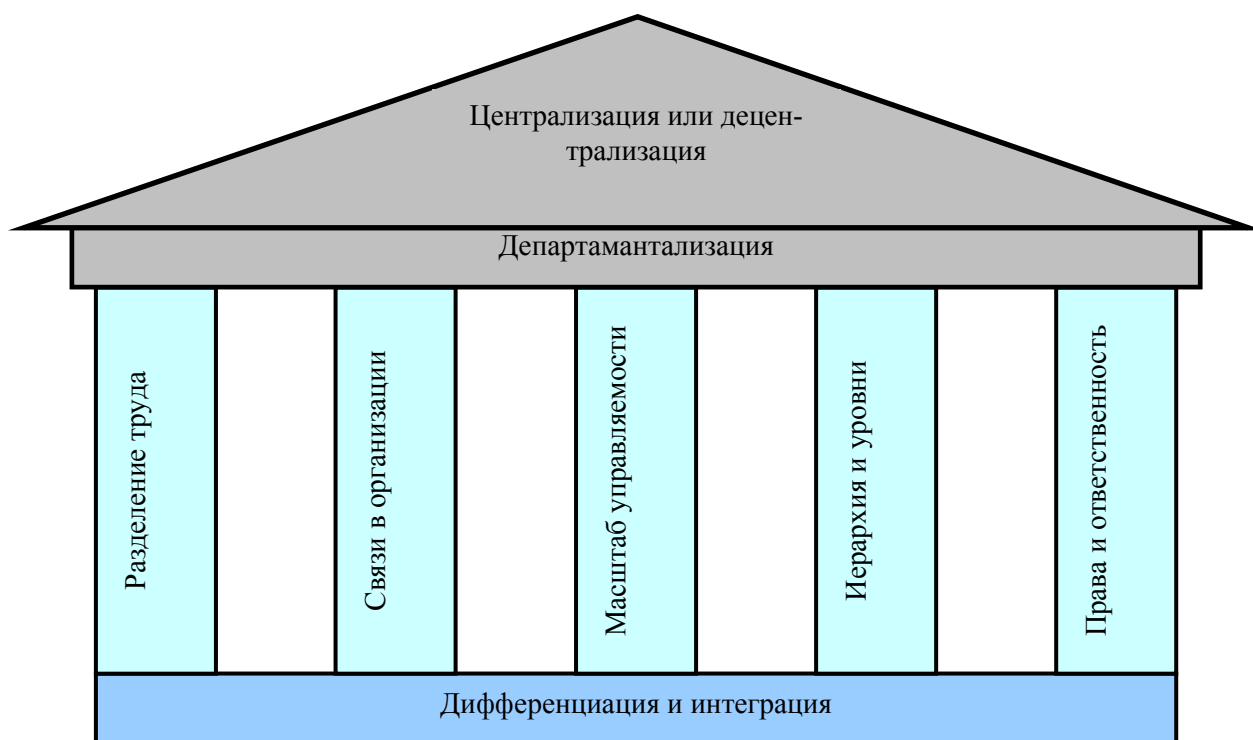 Централизация или децен-
трализация
Департамантализация
Разделение труда
Связи в организации
Масштаб управляемости
Иерархия и уровни
Права и ответственность
Дифференциация и интеграция